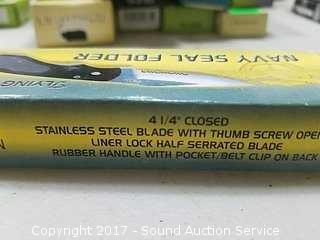 NAVY SEAL FOLDER
4 1/4" CLOSED
STAINLESS STEEL BLADE WITH THUMB SCREW OPEN
LINER LOCK HALF SERRATED BLADE
RUBBER HANDLE WITH POCKET/BELT CLIP ON BACK
Copyright 2017 - Sound Auction Service